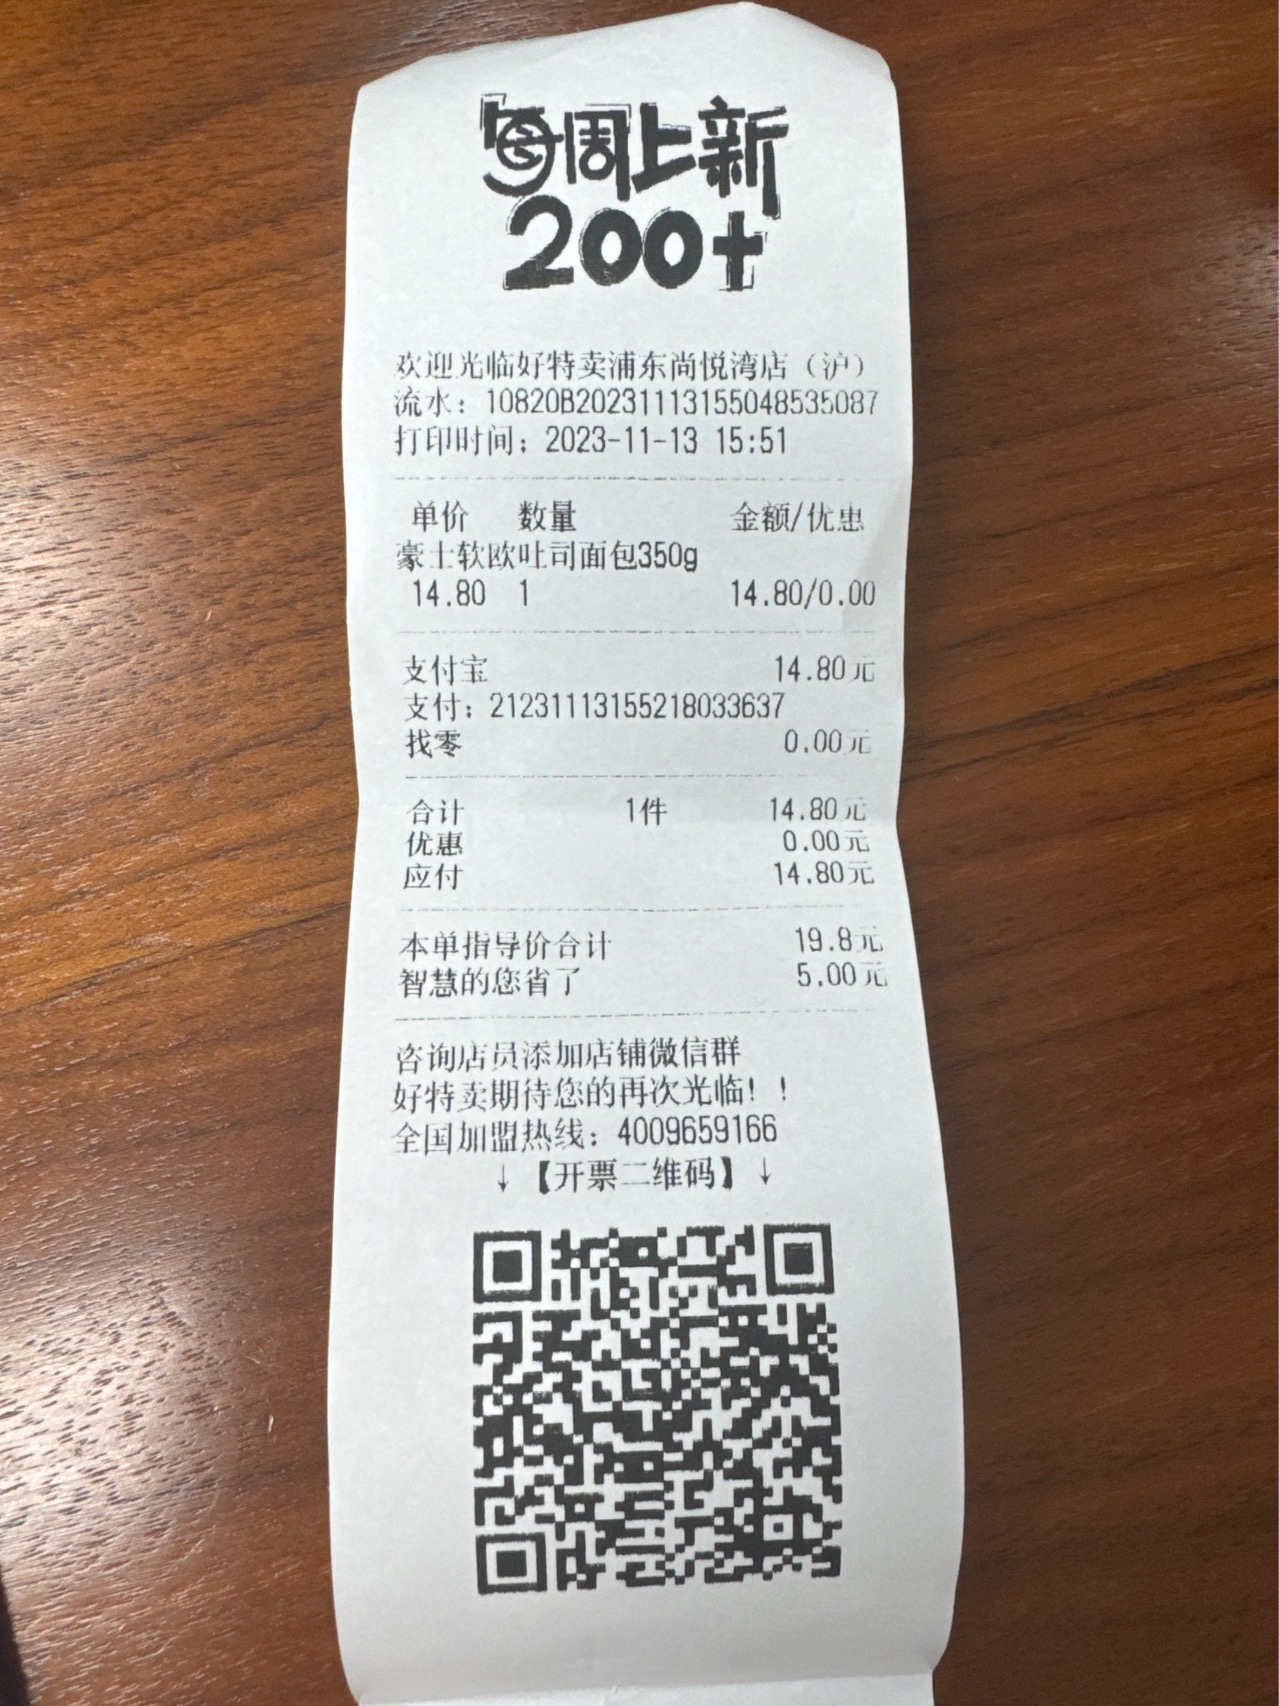 每周上新
200+
欢迎光临好特卖浦东尚悦湾店（沪）
流水：10820B20231113155048535087
打印时间：2023-11-13 15:51
单价 数量 金额/优惠
豪士软欧吐司面包350g
14.80 1 14.80/0.00
支付宝 14.80元
支付：21231113155218033637
找零 0.00元
合计 1件 14.80元
优惠 0.00元
应付 14.80元
本单指导价合计 19.8元
智慧的您省了 5.00元
咨询店员添加店铺微信群
好特卖期待您的再次光临！！
全国加盟热线：4009659166
↓【开票二维码】↓